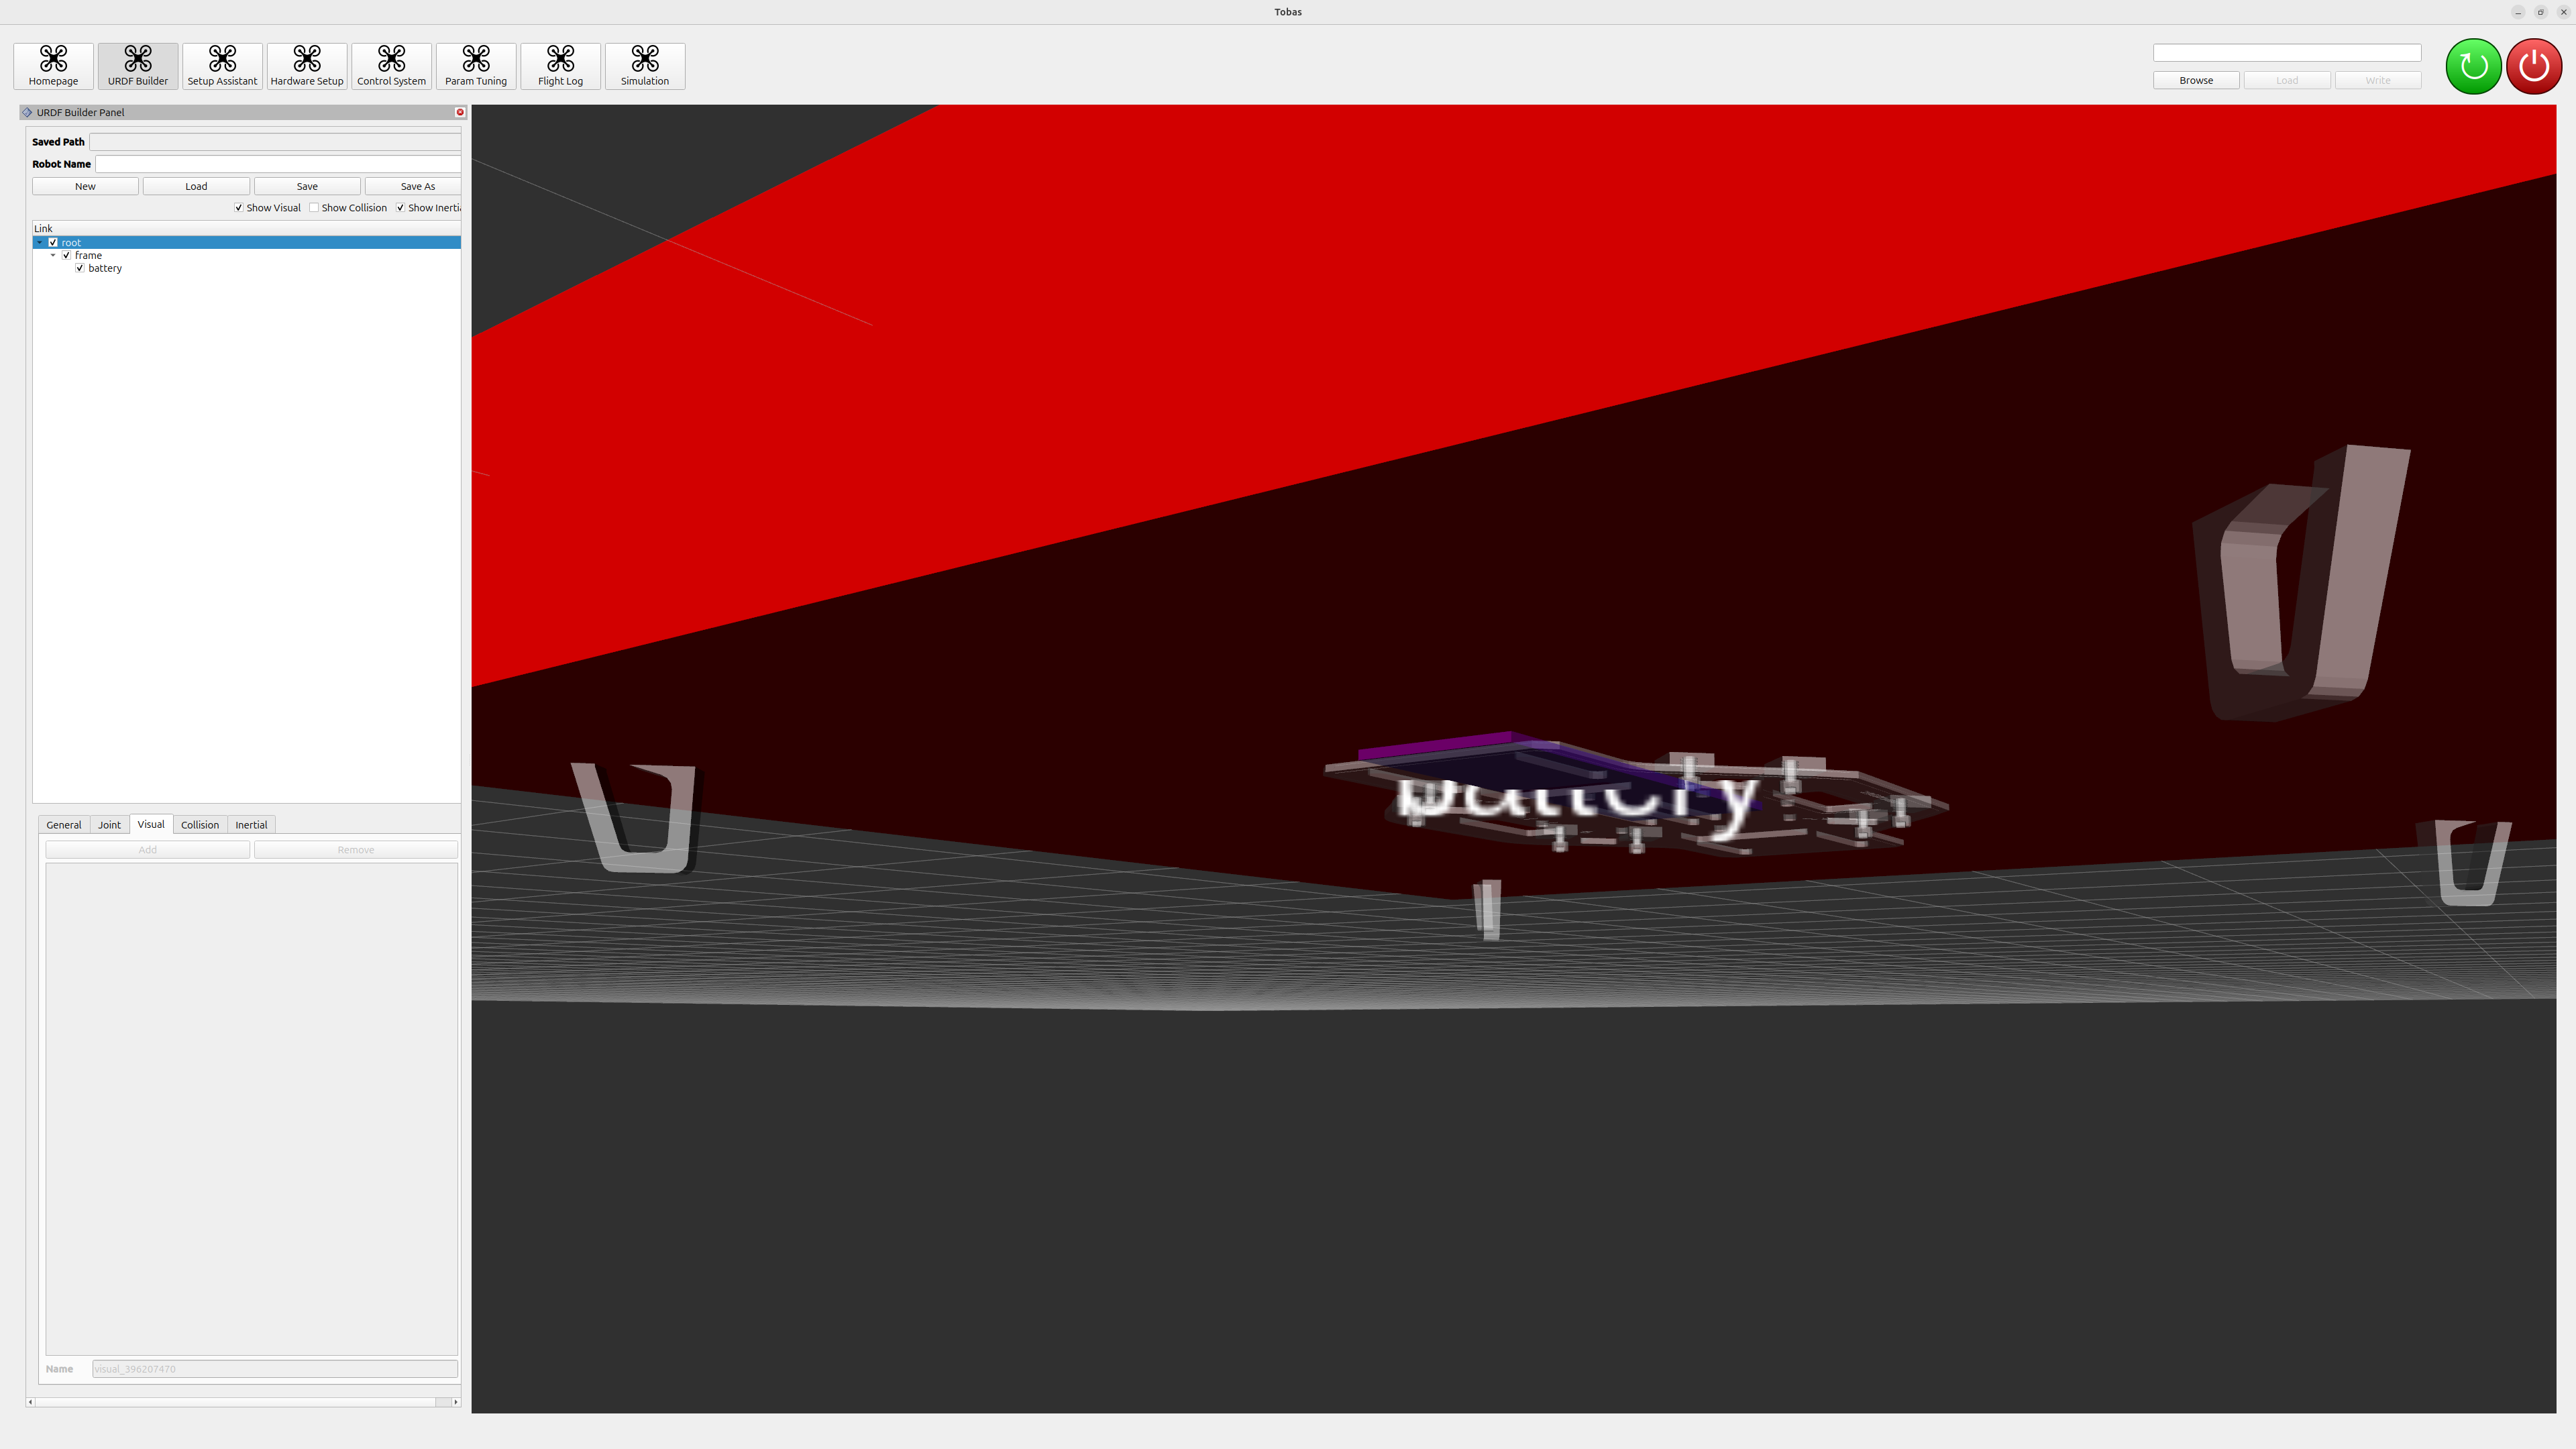 Tobas
Homepage
URDF Builder
Setup Assistant
Hardware Setup
Control System
Param Tuning
Flight Log
Simulation
Browse
Load
Write
URDF Builder Panel
Saved Path
Robot Name
New
Load
Save
Save As
Show Visual
Show Collision
Show Inertia
Link
root
frame
battery
battery
General
Joint
Visual
Collision
Inertial
Add
Remove
Name
visual_396207470